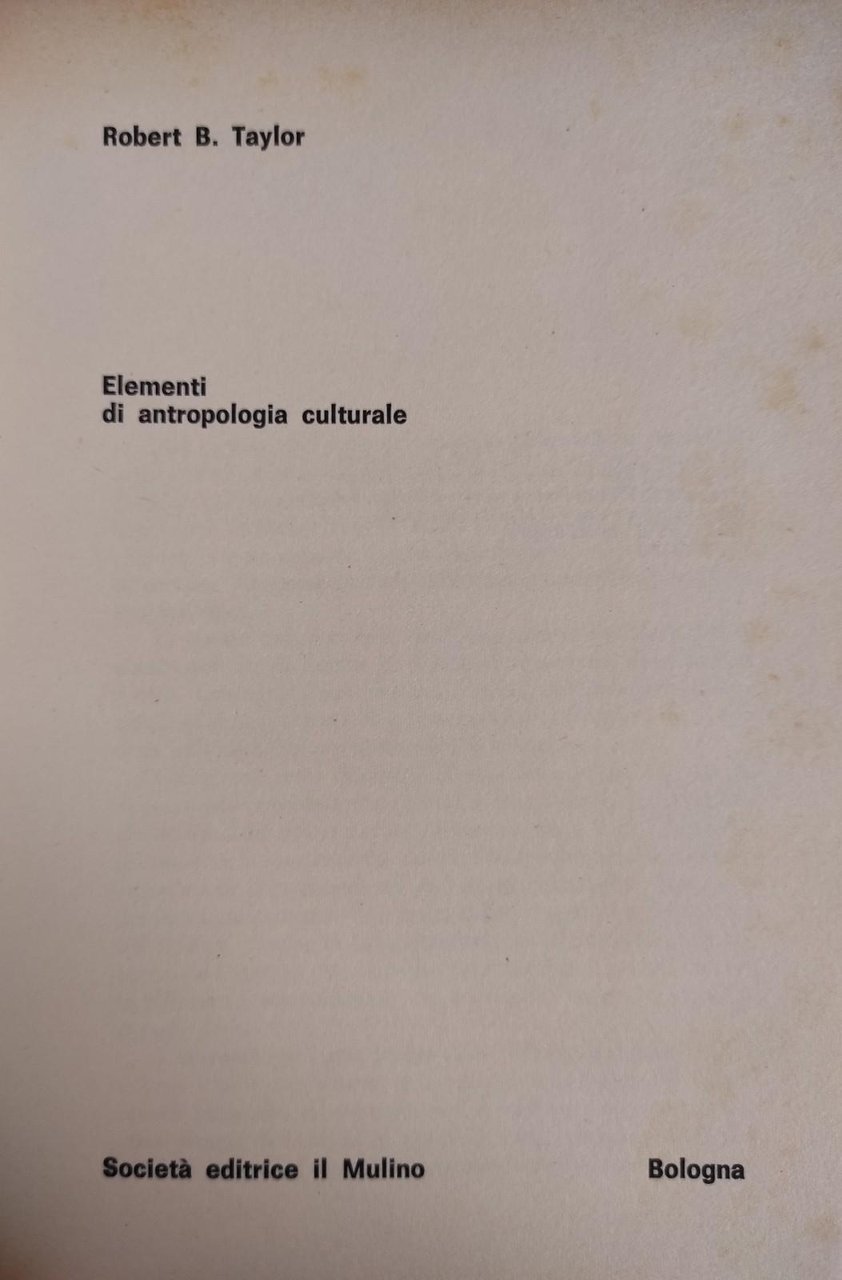 Robert B. Taylor
Elementi
di antropologia culturale
Società editrice il Mulino Bologna